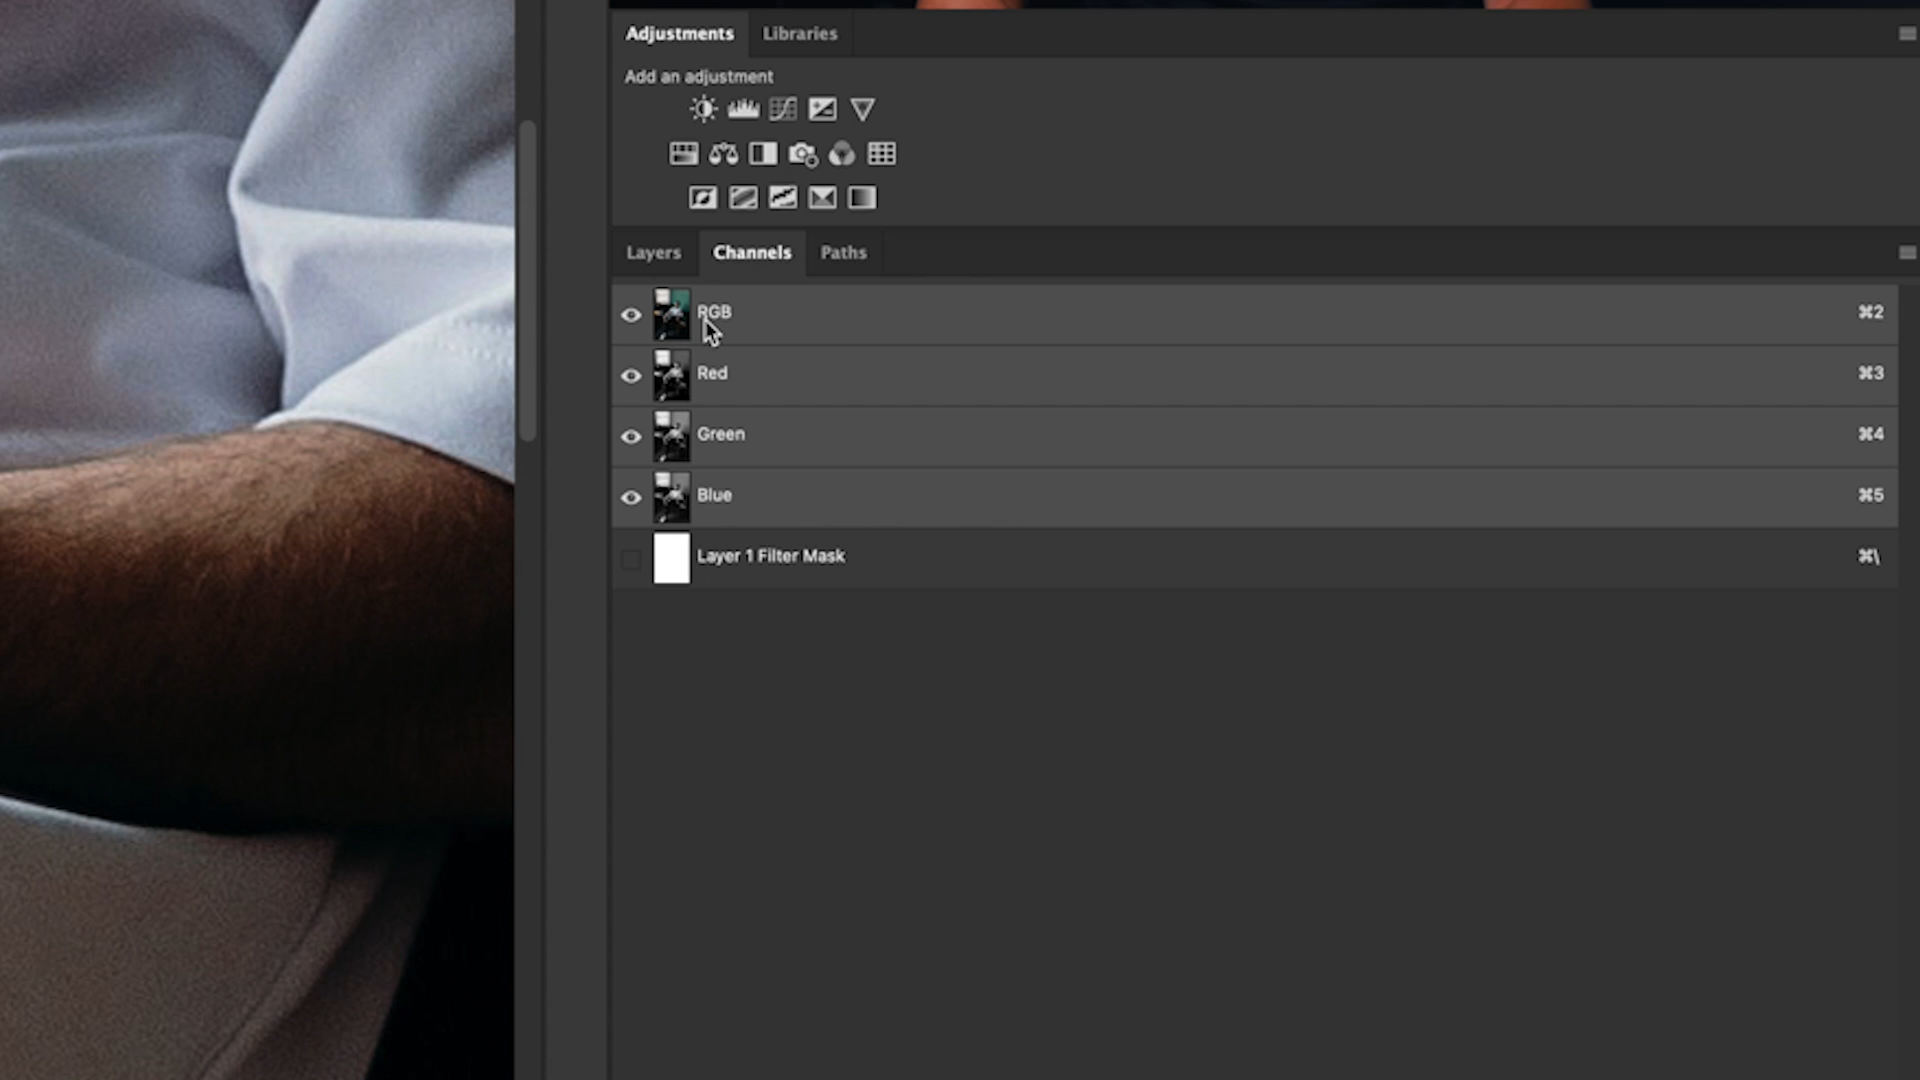 Adjustments Libraries
Add an adjustment
Layers Channels Paths
RGB ⌘2
Red ⌘3
Green ⌘4
Blue ⌘5
Layer 1 Filter Mask ⌘\